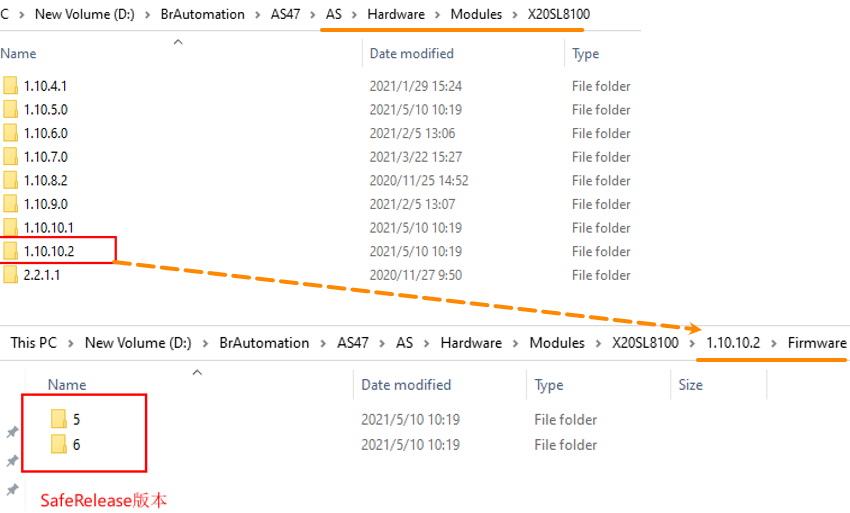 C > New Volume (D:) > BrAutomation > AS47 > AS > Hardware > Modules > X20SL8100
Name Date modified Type
1.10.4.1 2021/1/29 15:24 File folder
1.10.5.0 2021/5/10 10:19 File folder
1.10.6.0 2021/2/5 13:06 File folder
1.10.7.0 2021/3/22 15:27 File folder
1.10.8.2 2020/11/25 14:52 File folder
1.10.9.0 2021/2/5 13:07 File folder
1.10.10.1 2021/5/10 10:19 File folder
1.10.10.2 2021/5/10 10:19 File folder
2.2.1.1 2020/11/27 9:50 File folder
This PC > New Volume (D:) > BrAutomation > AS47 > AS > Hardware > Modules > X20SL8100 > 1.10.10.2 > Firmware
Name Date modified Type Size
5 2021/5/10 10:19 File folder
6 2021/5/10 10:19 File folder
SafeRelease版本